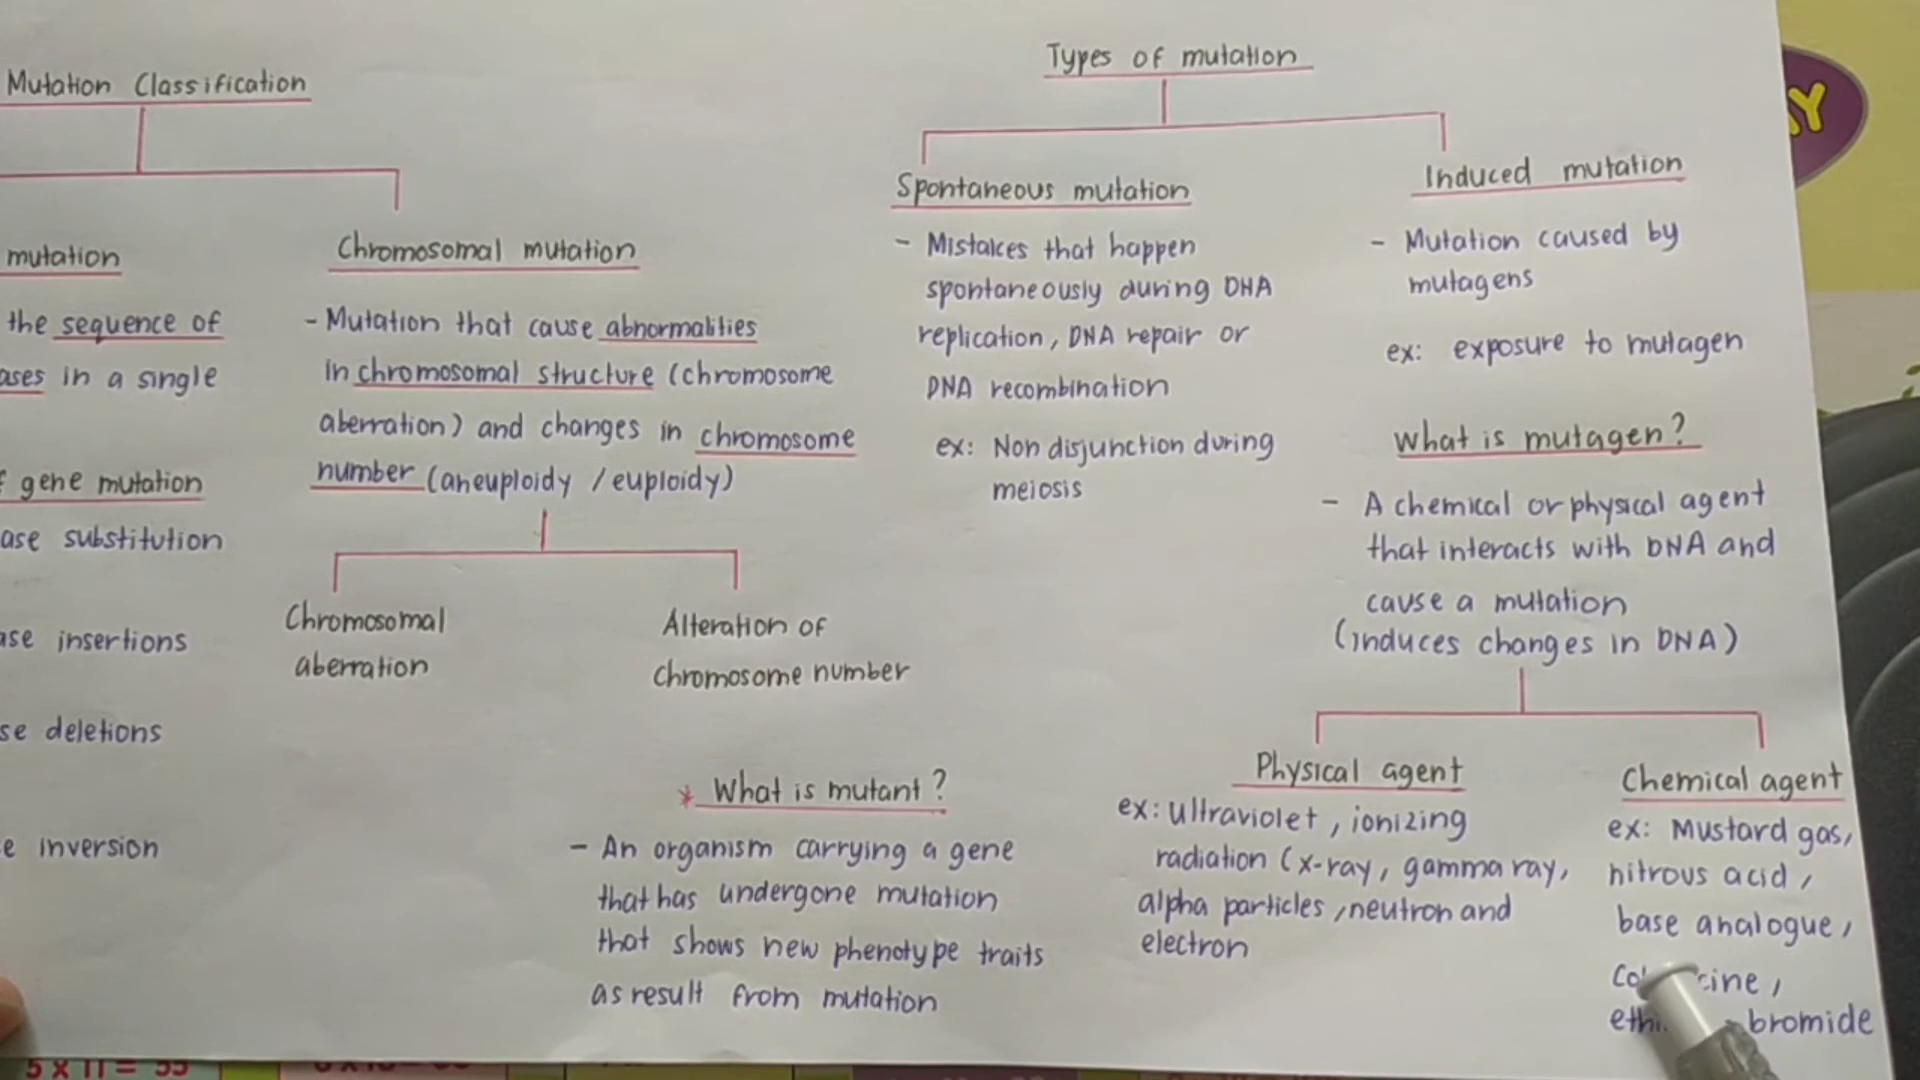 Mutation Classification
mutation
the sequence of
ases in a single
gene mutation
ase substitution
ase insertions
se deletions
e inversion
Chromosomal mutation
- Mutation that cause abnormalities
in chromosomal structure (chromosome
aberration) and changes in chromosome
number (aneuploidy / euploidy)
Chromosomal
aberration
Alteration of
chromosome number
* What is mutant?
- An organism carrying a gene
that has undergone mutation
that shows new phenotype traits
as result from mutation
Types of mutation
Spontaneous mutation
- Mistakes that happen
spontaneously during DNA
replication, DNA repair or
DNA recombination
ex: Non disjunction during
meiosis
Induced mutation
- Mutation caused by
mutagens
ex: exposure to mutagen
What is mutagen?
- A chemical or physical agent
that interacts with DNA and
cause a mutation
(induces changes in DNA)
Physical agent
ex: ultraviolet, ionizing
radiation (x-ray, gamma ray,
alpha particles, neutron and
electron
Chemical agent
ex: Mustard gas,
nitrous acid,
base analogue,
bromide
5 x 11 = 55